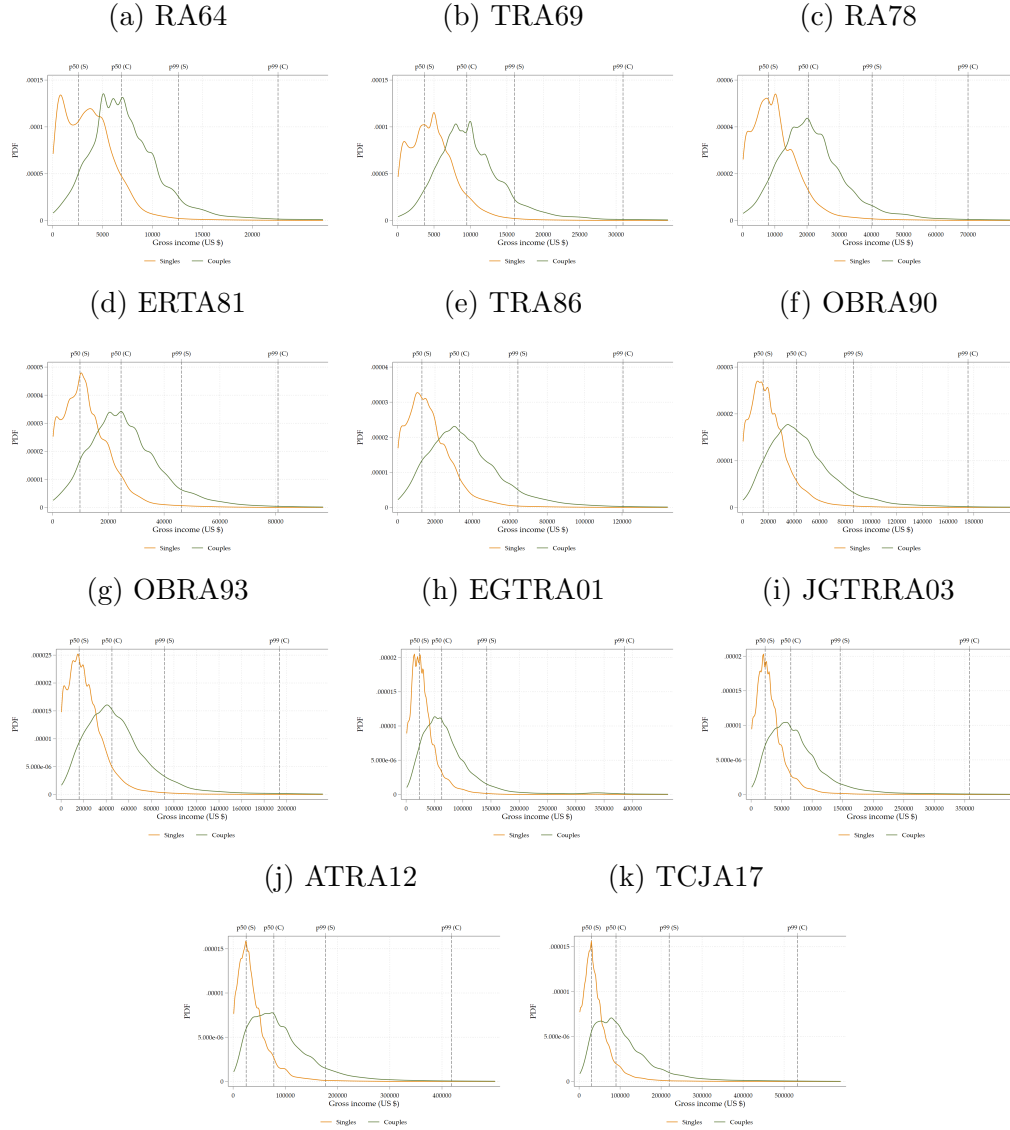 (a) RA64
(b) TRA69
(c) RA78
p50 (S) p50 (C) p99 (S) p99 (C)
.00015
.0001
.00005
0
PDF
0 5000 10000 15000 20000
Gross income (US $)
Singles Couples
p50 (S) p50 (C) p99 (S) p99 (C)
.00015
.0001
.00005
0
PDF
0 5000 10000 15000 20000 25000 30000
Gross income (US $)
Singles Couples
p50 (S) p50 (C) p99 (S) p99 (C)
.00006
.00004
.00002
0
PDF
0 10000 20000 30000 40000 50000 60000 70000
Gross income (US $)
Singles Couples
(d) ERTA81
(e) TRA86
(f) OBRA90
p50 (S) p50 (C) p99 (S) p99 (C)
.00005
.00004
.00003
.00002
.00001
0
PDF
0 20000 40000 60000 80000
Gross income (US $)
Singles Couples
p50 (S) p50 (C) p99 (S) p99 (C)
.00004
.00003
.00002
.00001
0
PDF
0 20000 40000 60000 80000 100000 120000
Gross income (US $)
Singles Couples
p50 (S) p50 (C) p99 (S) p99 (C)
.00003
.00002
.00001
0
PDF
0 20000 40000 60000 80000 100000 120000 140000 160000 180000
Gross income (US $)
Singles Couples
(g) OBRA93
(h) EGTRA01
(i) JGTRRA03
p50 (S) p50 (C) p99 (S) p99 (C)
.000025
.00002
.000015
.00001
5.000e-06
0
PDF
0 20000 40000 60000 80000 100000 120000 140000 160000 180000 200000
Gross income (US $)
Singles Couples
p50 (S) p50 (C) p99 (S) p99 (C)
.00002
.000015
.00001
5.000e-06
0
PDF
0 50000 100000 150000 200000 250000 300000 350000 400000
Gross income (US $)
Singles Couples
p50 (S) p50 (C) p99 (S) p99 (C)
.00002
.000015
.00001
5.000e-06
0
PDF
0 50000 100000 150000 200000 250000 300000 350000
Gross income (US $)
Singles Couples
(j) ATRA12
(k) TCJA17
p50 (S) p50 (C) p99 (S) p99 (C)
.000015
.00001
5.000e-06
0
PDF
0 100000 200000 300000 400000
Gross income (US $)
Singles Couples
p50 (S) p50 (C) p99 (S) p99 (C)
.000015
.00001
5.000e-06
0
PDF
0 100000 200000 300000 400000 500000
Gross income (US $)
Singles Couples